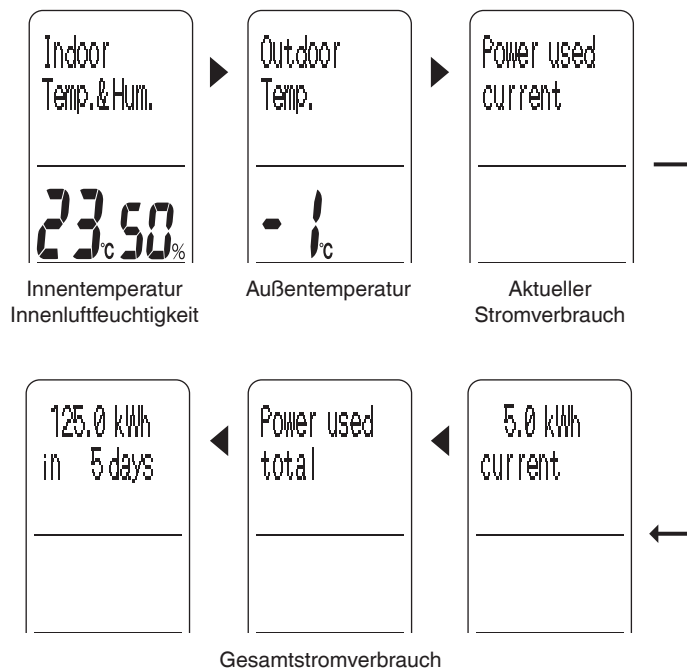 Indoor
Temp.&Hum.
23°C 50%
Innentemperatur
Innenluftfeuchtigkeit
Outdoor
Temp.
-1°C
Außentemperatur
Power used
current
Aktueller
Stromverbrauch
5.0 kWh
current
Power used
total
125.0 kWh
in 5 days
Gesamtstromverbrauch